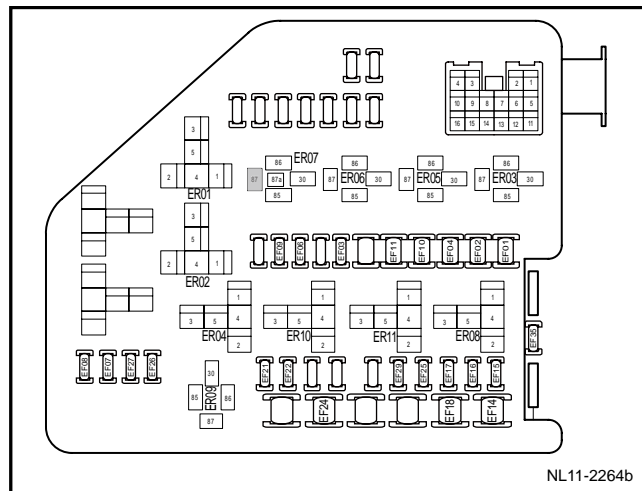 4 3 2 1
10 9 8 7 6 5
16 15 14 13 12 11
3
5
2 4 1
ER01
86
ER07
87 87a 30
85
86
87 30
ER06
85
86
87 30
ER05
85
86
87 30
ER03
85
3
5
2 4 1
ER02
EF09 EF06 EF03 EF11 EF10 EF04 EF02 EF01
1
3 5 4
2
ER04
1
3 5 4
2
ER10
1
3 5 4
2
ER11
1
3 5 4
2
ER08
EF35
EF08 EF07 EF27 EF26
30
85 ER09 86
87
EF21 EF22 EF29 EF25 EF17 EF16 EF15
EF24 EF18 EF14
NL11-2264b